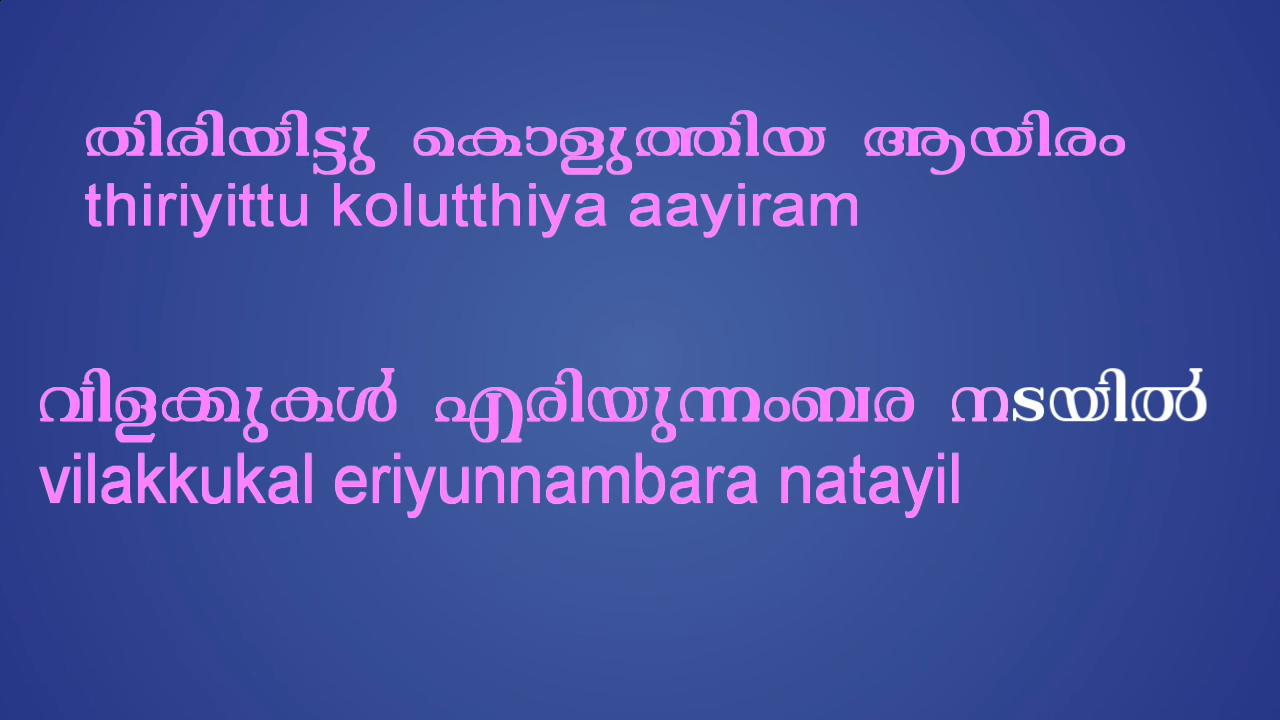 തിരിയിട്ടു കൊളുത്തിയ ആയിരം
thiriyittu kolutthiya aayiram
വിളക്കുകൾ എരിയുന്നംബര നടയിൽ
vilakkukal eriyunnambara natayil